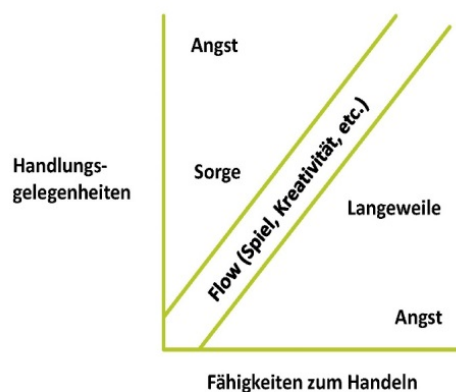 Angst
Handlungs-
gelegenheiten
Sorge
Flow (Spiel, Kreativität, etc.)
Langeweile
Angst
Fähigkeiten zum Handeln